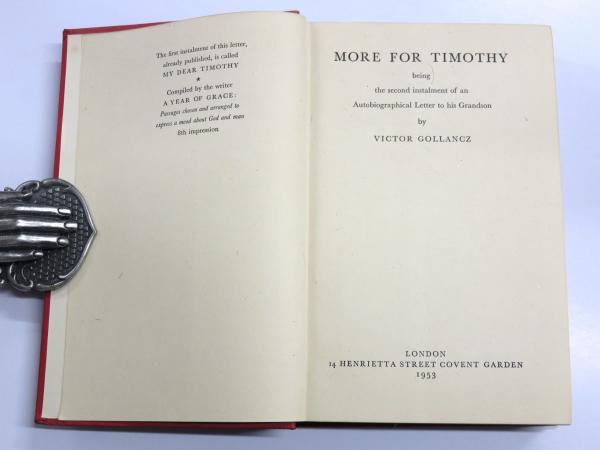 The first instalment of this letter,
already published, is called
MY DEAR TIMOTHY
★
Compiled by the writer
A YEAR OF GRACE:
Passages chosen and arranged to
express a mood about God and man
8th impression
MORE FOR TIMOTHY
being
the second instalment of an
Autobiographical Letter to his Grandson
by
VICTOR GOLLANCZ
LONDON
14 HENRIETTA STREET COVENT GARDEN
1953